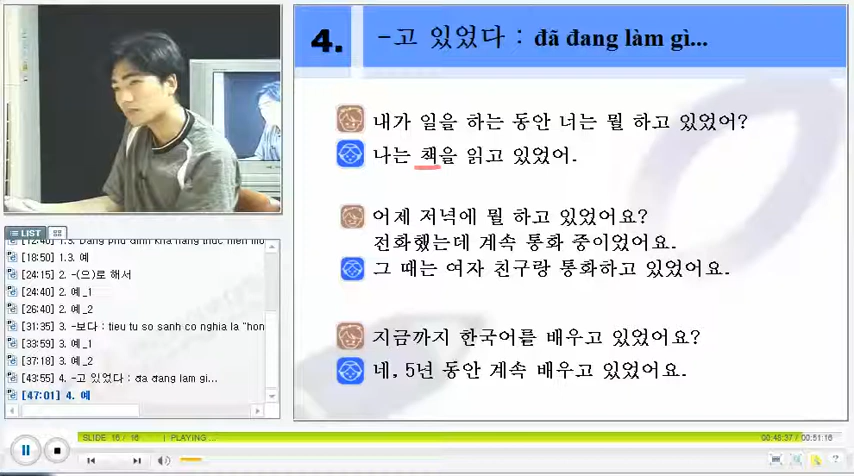 4. -고 있었다 : đã đang làm gì...
내가 일을 하는 동안 너는 뭘 하고 있었어?
나는 책을 읽고 있었어.
어제 저녁에 뭘 하고 있었어요?
전화했는데 계속 통화 중이었어요.
그 때는 여자 친구랑 통화하고 있었어요.
지금까지 한국어를 배우고 있었어요?
네, 5년 동안 계속 배우고 있었어요.
LIST
[18:50] 1.3. 예
[24:15] 2. -(으)로 해서
[24:40] 2. 예_1
[26:40] 2. 예_2
[31:35] 3. -보다 : tieu tu so sanh co nghia la "hon
[33:59] 3. 예_1
[37:18] 3. 예_2
[43:55] 4. -고 있었다 : đa đang lam gi...
[47:01] 4. 예
SLIDE 16 / 16 | PLAYING ...
00:48:37 / 00:51:16